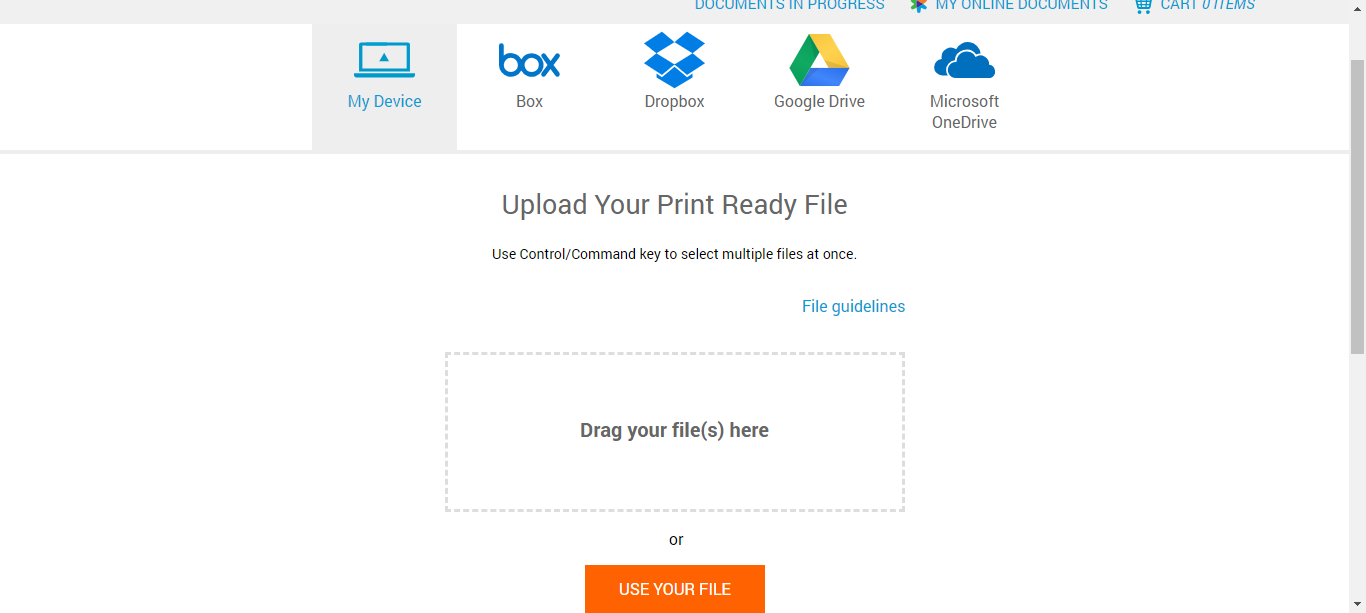 DOCUMENTS IN PROGRESS MY ONLINE DOCUMENTS CART 0 ITEMS
box
My Device Box Dropbox Google Drive Microsoft OneDrive
Upload Your Print Ready File
Use Control/Command key to select multiple files at once.
File guidelines
Drag your file(s) here
or
USE YOUR FILE